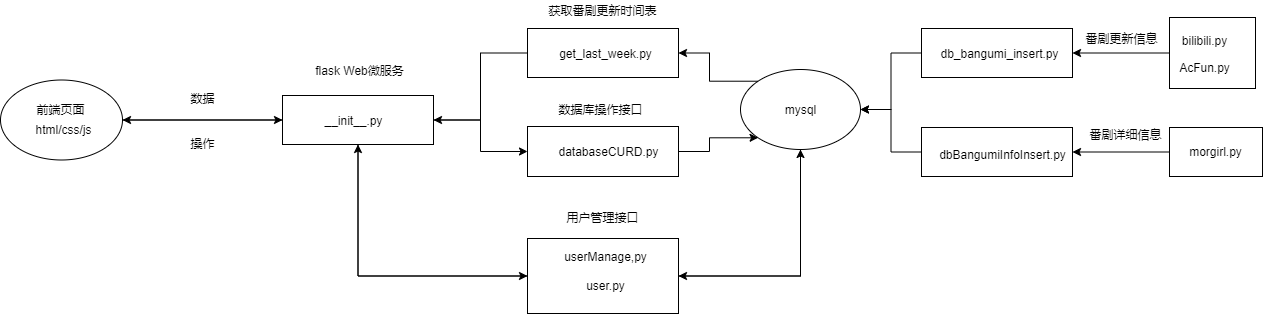 前端页面
html/css/js
数据
操作
flask Web微服务
__init__.py
获取番剧更新时间表
get_last_week.py
数据库操作接口
databaseCURD.py
用户管理接口
userManage,py
user.py
mysql
db_bangumi_insert.py
番剧更新信息
bilibili.py
AcFun.py
dbBangumiInfoInsert.py
番剧详细信息
morgirl.py